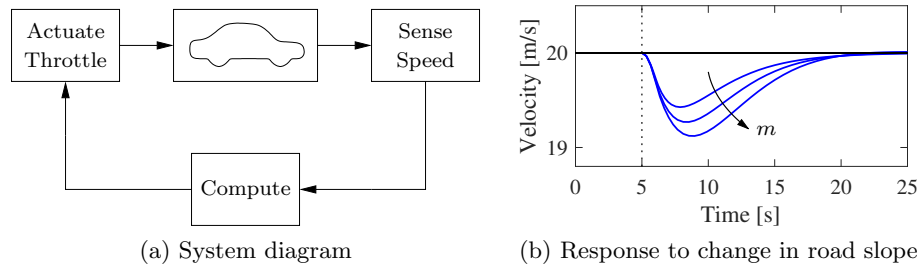 Actuate
Throttle
Sense
Speed
Compute
(a) System diagram
Velocity [m/s]
20
19
m
0 5 10 15 20 25
Time [s]
(b) Response to change in road slope